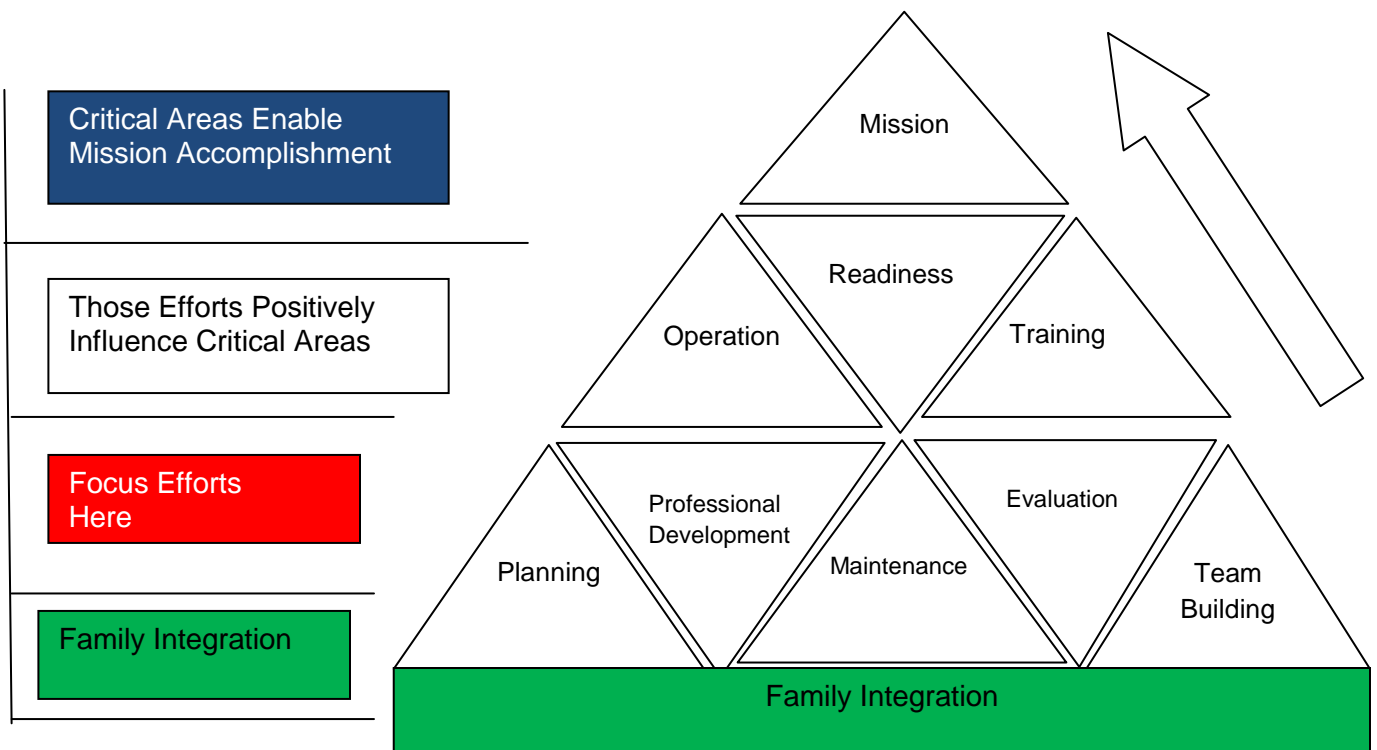 Critical Areas Enable
Mission Accomplishment
Those Efforts Positively
Influence Critical Areas
Focus Efforts
Here
Family Integration
Mission
Readiness
Operation
Training
Professional
Development
Evaluation
Planning
Maintenance
Team
Building
Family Integration